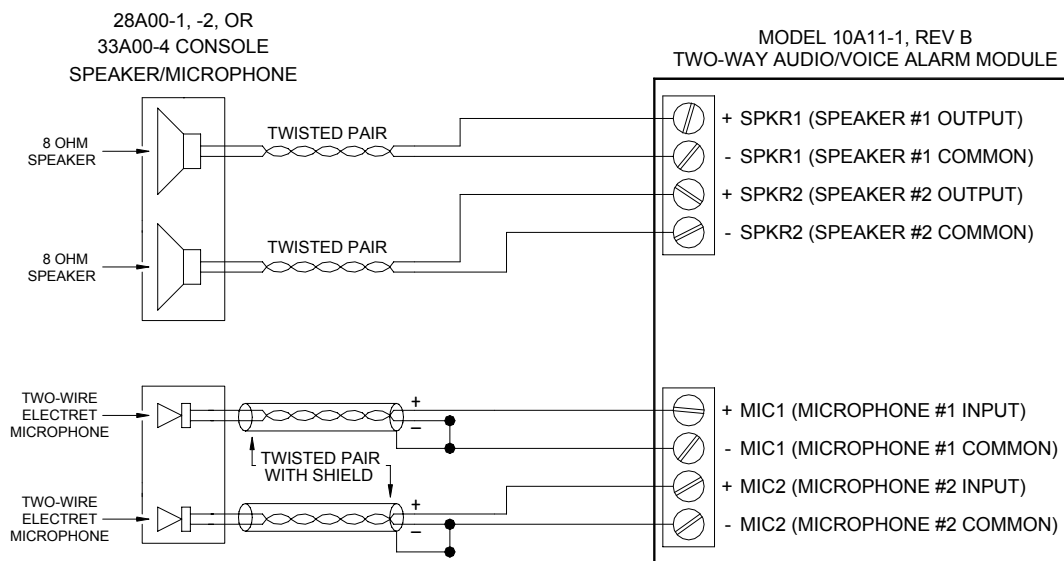 28A00-1, -2, OR
33A00-4 CONSOLE
SPEAKER/MICROPHONE
MODEL 10A11-1, REV B
TWO-WAY AUDIO/VOICE ALARM MODULE
8 OHM
SPEAKER
TWISTED PAIR
+ SPKR1 (SPEAKER #1 OUTPUT)
- SPKR1 (SPEAKER #1 COMMON)
+ SPKR2 (SPEAKER #2 OUTPUT)
- SPKR2 (SPEAKER #2 COMMON)
8 OHM
SPEAKER
TWISTED PAIR
TWO-WIRE
ELECTRET
MICROPHONE
+
−
TWISTED PAIR
WITH SHIELD
+ MIC1 (MICROPHONE #1 INPUT)
- MIC1 (MICROPHONE #1 COMMON)
+ MIC2 (MICROPHONE #2 INPUT)
- MIC2 (MICROPHONE #2 COMMON)
TWO-WIRE
ELECTRET
MICROPHONE
+
−